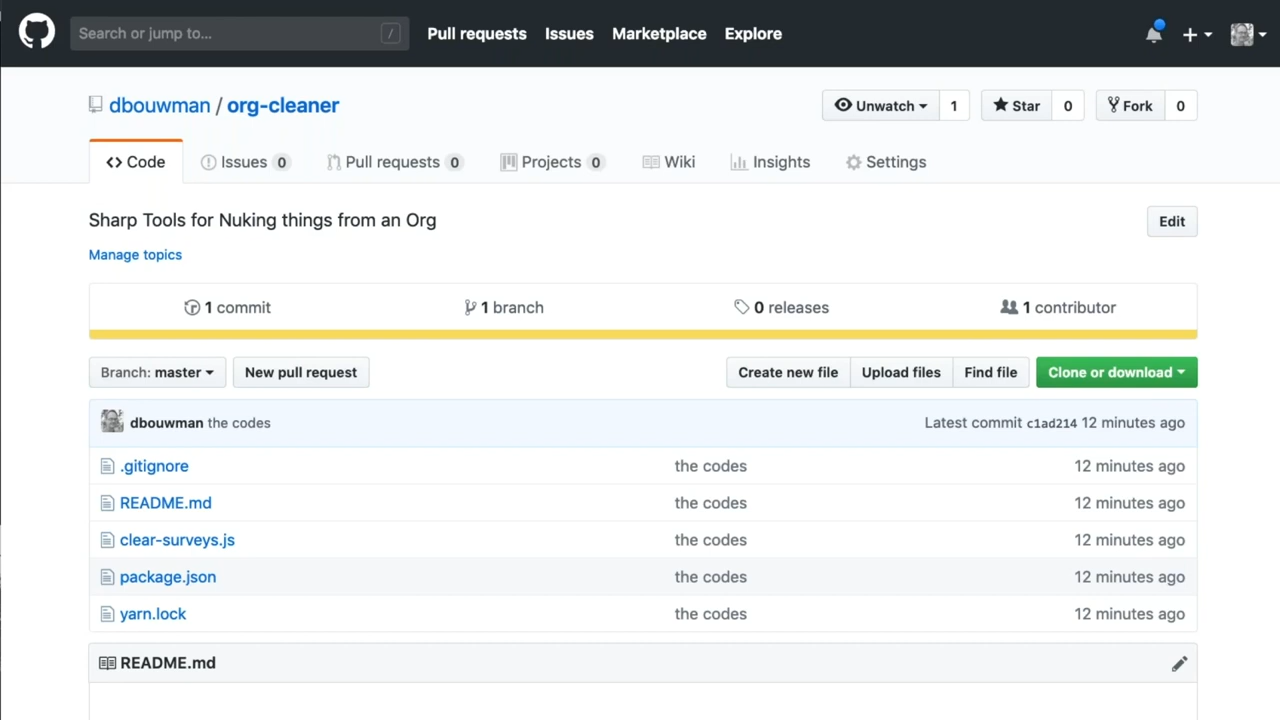 Search or jump to... /
Pull requests Issues Marketplace Explore
dbouwman / org-cleaner
Unwatch 1 Star 0 Fork 0
Code Issues 0 Pull requests 0 Projects 0 Wiki Insights Settings
Sharp Tools for Nuking things from an Org
Edit
Manage topics
1 commit 1 branch 0 releases 1 contributor
Branch: master New pull request Create new file Upload files Find file Clone or download
dbouwman the codes Latest commit c1ad214 12 minutes ago
.gitignore the codes 12 minutes ago
README.md the codes 12 minutes ago
clear-surveys.js the codes 12 minutes ago
package.json the codes 12 minutes ago
yarn.lock the codes 12 minutes ago
README.md